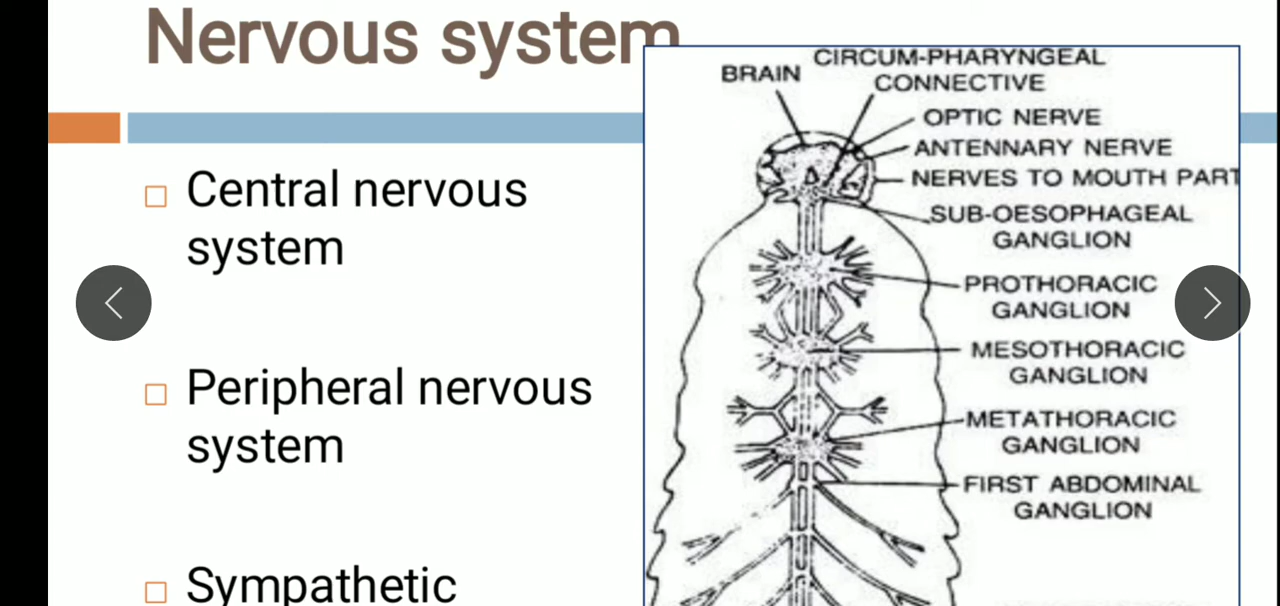 Nervous system
Central nervous
system
Peripheral nervous
system
Sympathetic
BRAIN
CIRCUM-PHARYNGEAL
CONNECTIVE
OPTIC NERVE
ANTENNARY NERVE
NERVES TO MOUTH PART
SUB-OESOPHAGEAL
GANGLION
PROTHORACIC
GANGLION
MESOTHORACIC
GANGLION
METATHORACIC
GANGLION
FIRST ABDOMINAL
GANGLION